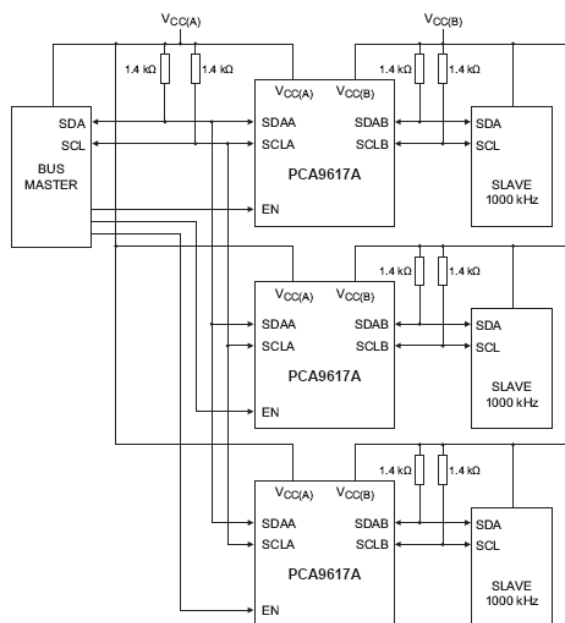 VCC(A)
VCC(B)
1.4 kΩ
1.4 kΩ
1.4 kΩ
1.4 kΩ
VCC(A)
VCC(B)
SDA
SCL
BUS
MASTER
SDAA
SCLA
SDAB
SCLB
PCA9617A
EN
SDA
SCL
SLAVE
1000 kHz
1.4 kΩ
1.4 kΩ
VCC(A)
VCC(B)
SDAA
SCLA
SDAB
SCLB
PCA9617A
EN
SDA
SCL
SLAVE
1000 kHz
1.4 kΩ
1.4 kΩ
VCC(A)
VCC(B)
SDAA
SCLA
SDAB
SCLB
PCA9617A
EN
SDA
SCL
SLAVE
1000 kHz